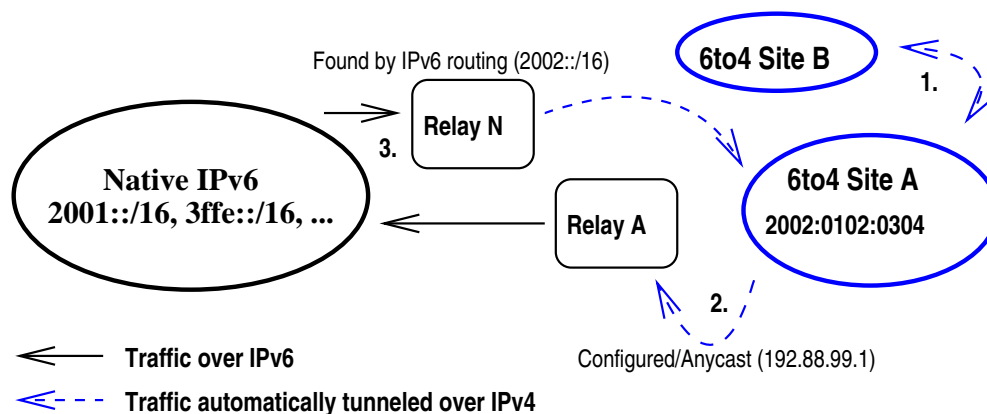 Found by IPv6 routing (2002::/16)
6to4 Site B
1.
Relay N
3.
Native IPv6
2001::/16, 3ffe::/16, ...
6to4 Site A
2002:0102:0304
Relay A
2.
Configured/Anycast (192.88.99.1)
Traffic over IPv6
Traffic automatically tunneled over IPv4